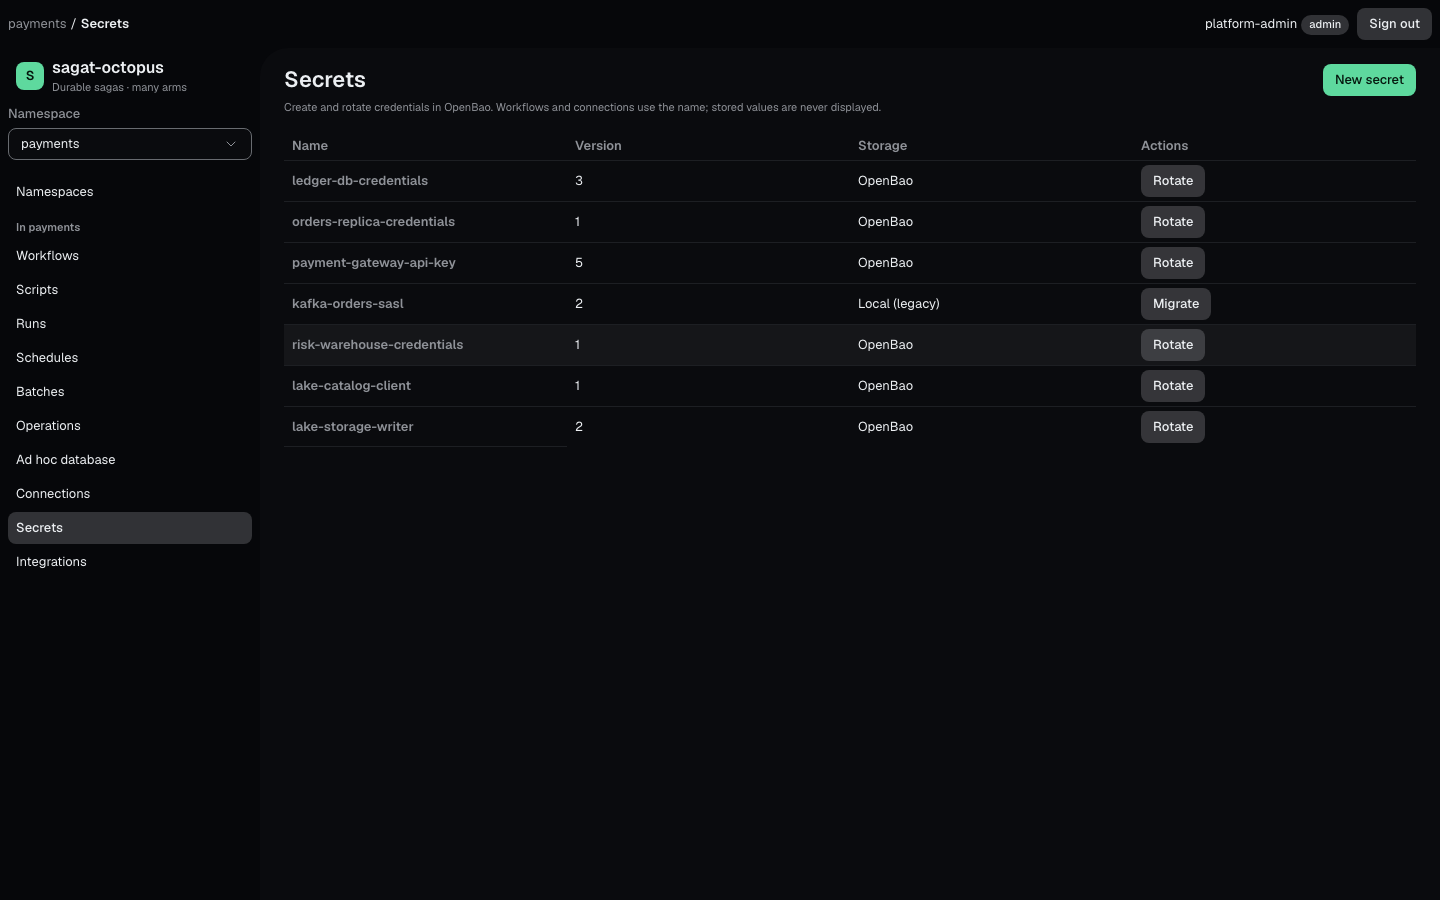 payments / Secrets
platform-admin admin Sign out
S
sagat-octopus
Durable sagas · many arms
Namespace
payments
Namespaces
In payments
Workflows
Scripts
Runs
Schedules
Batches
Operations
Ad hoc database
Connections
Secrets
Integrations
Secrets
New secret
Create and rotate credentials in OpenBao. Workflows and connections use the name; stored values are never displayed.
Name Version Storage Actions
ledger-db-credentials 3 OpenBao Rotate
orders-replica-credentials 1 OpenBao Rotate
payment-gateway-api-key 5 OpenBao Rotate
kafka-orders-sasl 2 Local (legacy) Migrate
risk-warehouse-credentials 1 OpenBao Rotate
lake-catalog-client 1 OpenBao Rotate
lake-storage-writer 2 OpenBao Rotate